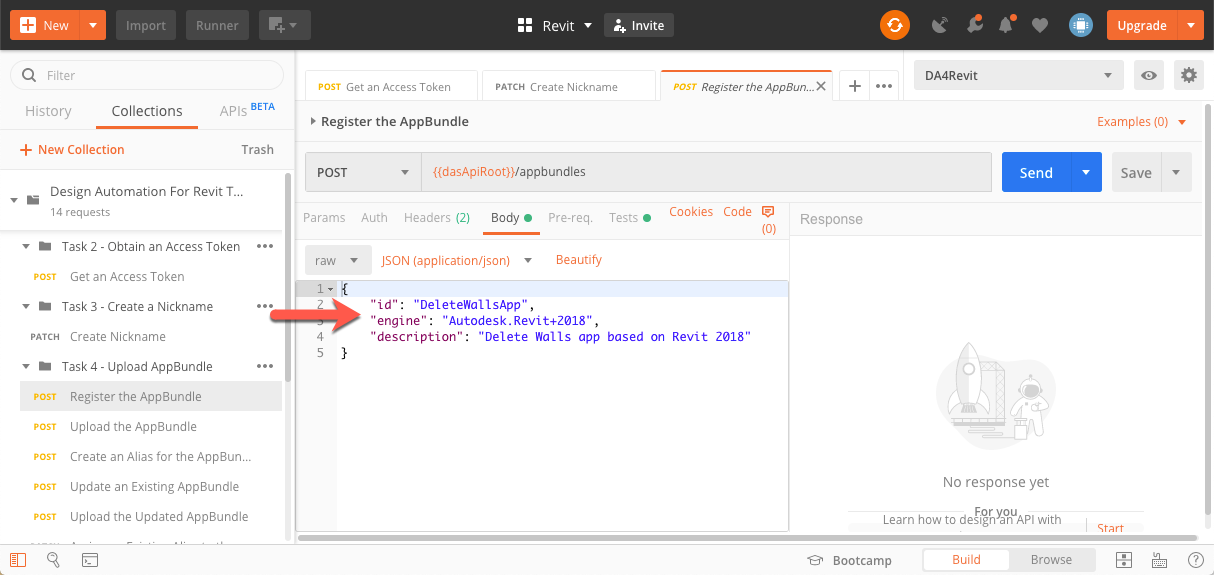 New
Import
Runner
Revit
Invite
Upgrade
Filter
History
Collections
APIs BETA
New Collection
Trash
Design Automation For Revit T...
14 requests
Task 2 - Obtain an Access Token
POST Get an Access Token
Task 3 - Create a Nickname
PATCH Create Nickname
Task 4 - Upload AppBundle
POST Register the AppBundle
POST Upload the AppBundle
POST Create an Alias for the AppBun...
POST Update an Existing AppBundle
POST Upload the Updated AppBundle
POST Get an Access Token
PATCH Create Nickname
POST Register the AppBun...
DA4Revit
Register the AppBundle
Examples (0)
POST
{{dasApiRoot}}/appbundles
Send
Save
Params
Auth
Headers (2)
Body
Pre-req.
Tests
Cookies
Code
(0)
raw
JSON (application/json)
Beautify
1 {
2 "id": "DeleteWallsApp",
3 "engine": "Autodesk.Revit+2018",
4 "description": "Delete Walls app based on Revit 2018"
5 }
Response
No response yet
For you
Learn how to design an API with
Start
Bootcamp
Build
Browse
?